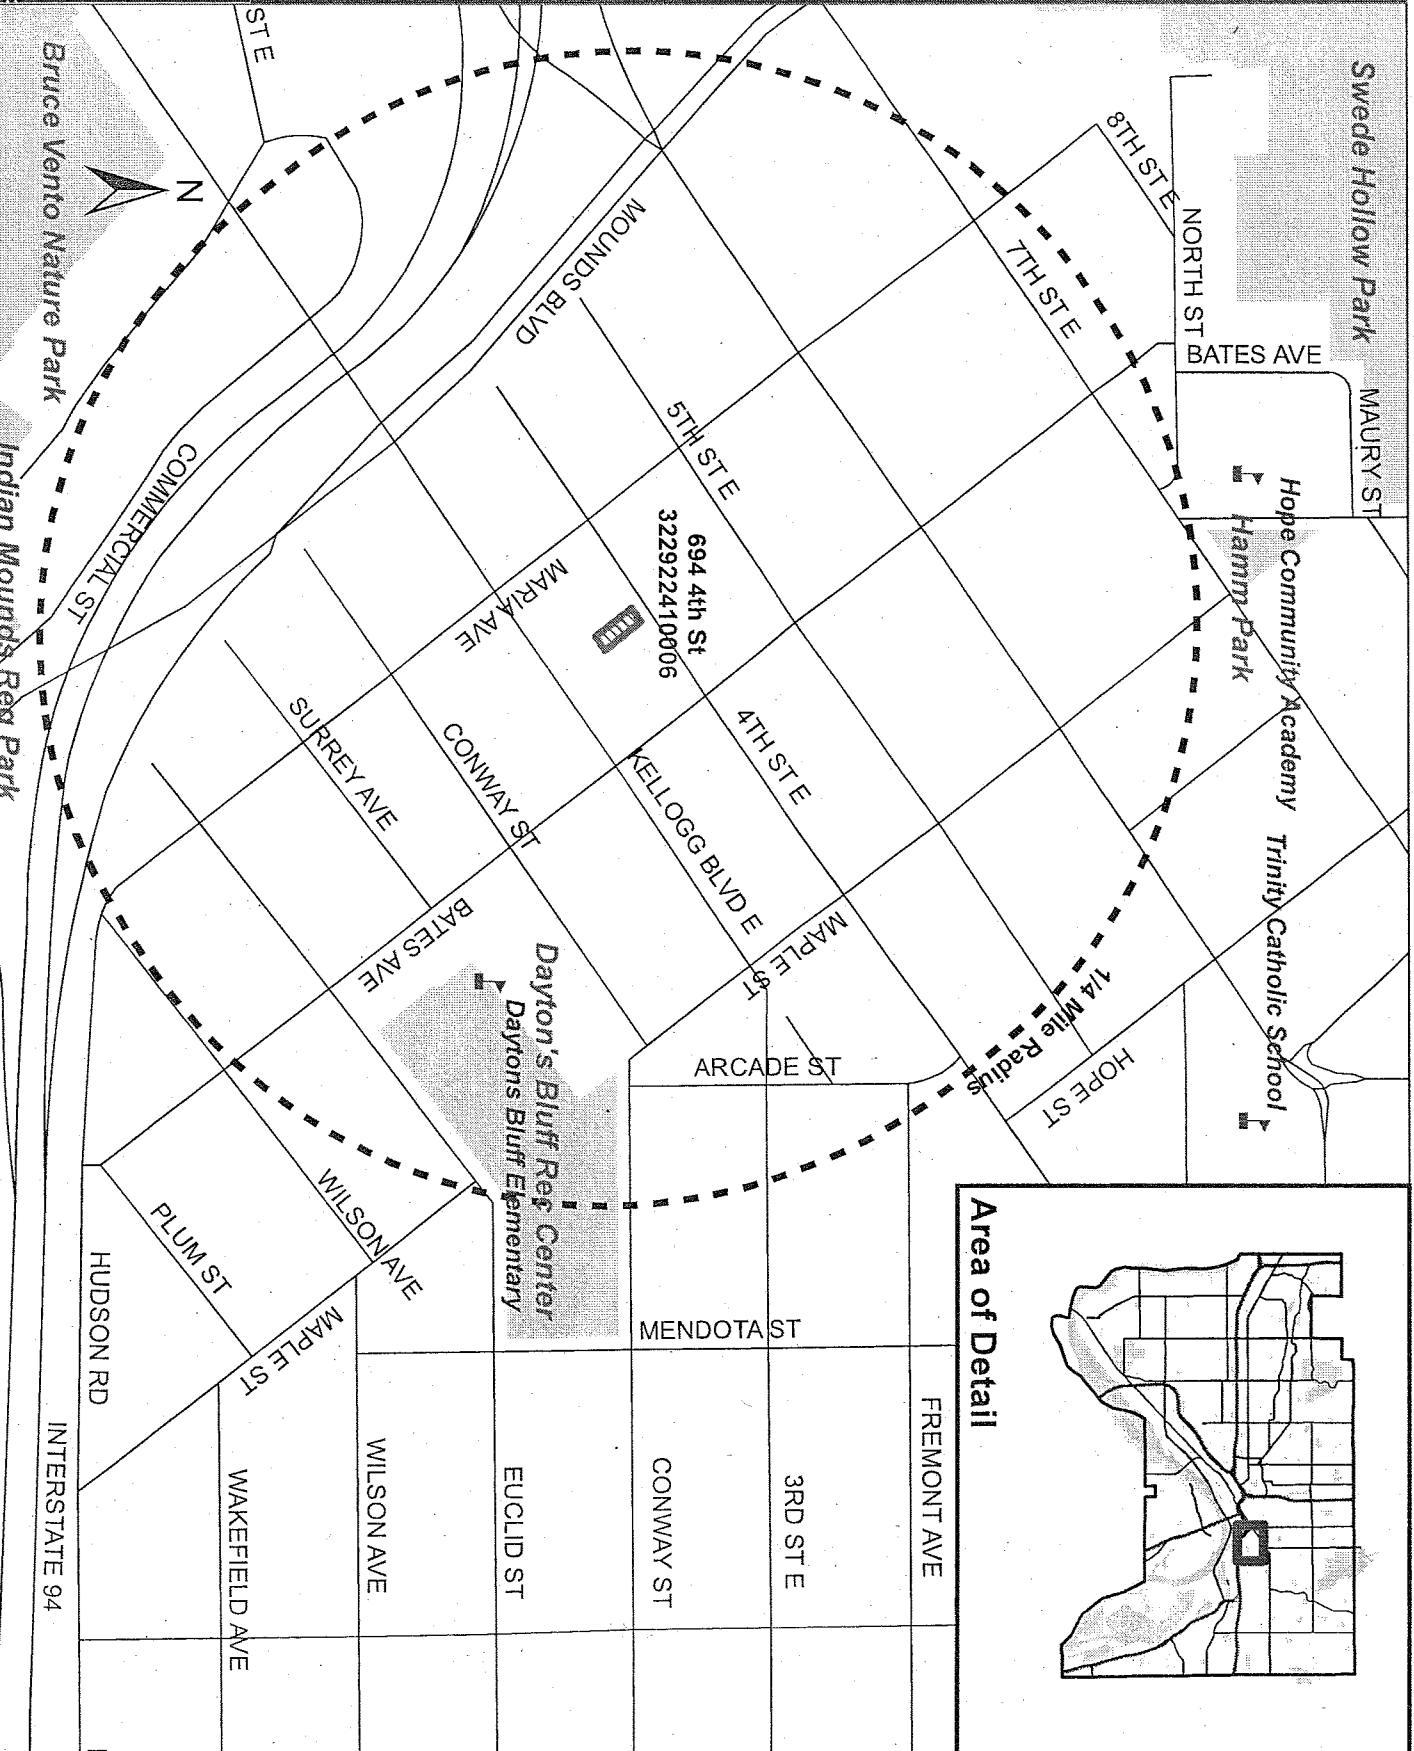 Swede Hollow Park
MAURY ST
BATES AVE
NORTH ST
8TH ST E
7TH ST E
Hope Community Academy
Trinity Catholic School
Hamm Park
1/4 Mile Radius
HOPE ST
5TH ST E
694 4th St
322922410006
4TH ST E
MAPLE ST
KELLOGG BLVD E
ARCADE ST
MOUNDS BLVD
MARIA AVE
CONWAY ST
SURREY AVE
BATES AVE
Dayton's Bluff Rec Center
Daytons Bluff Elementary
ST E
N
COMMERCIAL ST
Bruce Vento Nature Park
Indian Mounds Reg Park
WILSON AVE
PLUM ST
MAPLE ST
HUDSON RD
INTERSTATE 94
MENDOTA ST
FREMONT AVE
3RD ST E
CONWAY ST
EUCLID ST
WILSON AVE
WAKEFIELD AVE
Area of Detail